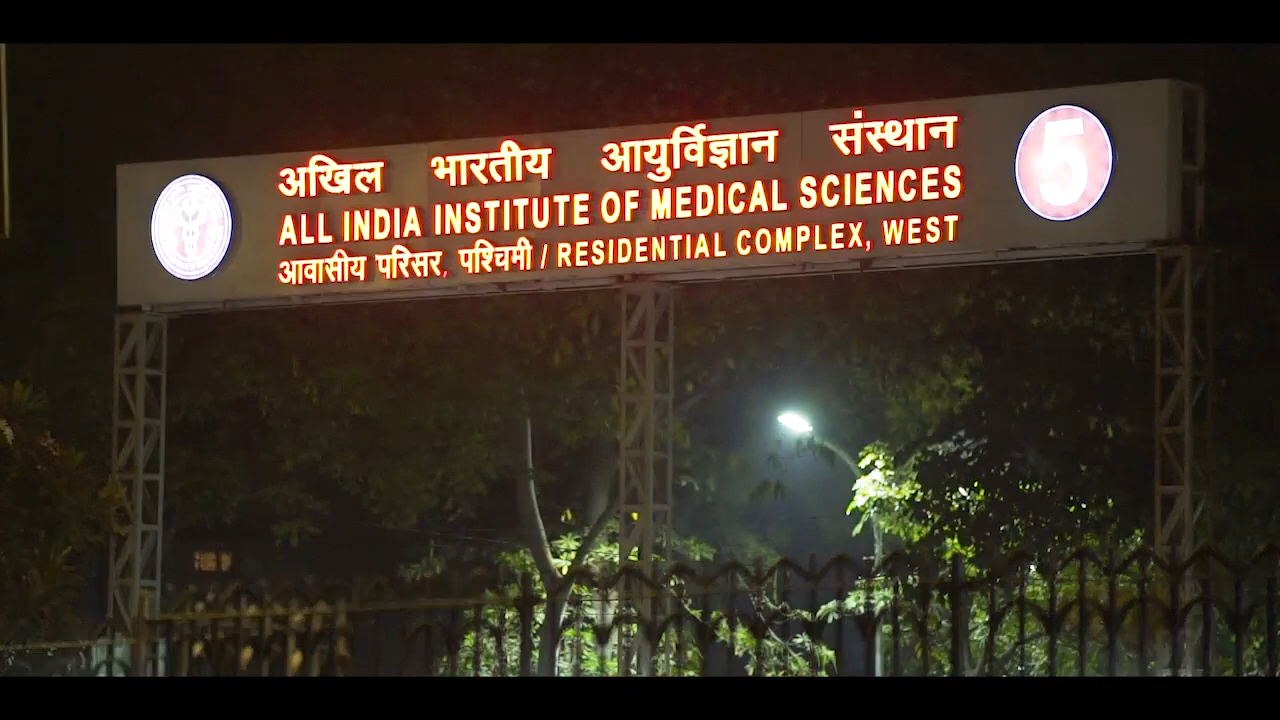 अखिल भारतीय आयुर्विज्ञान संस्थान
ALL INDIA INSTITUTE OF MEDICAL SCIENCES
आवासीय परिसर, पश्चिमी / RESIDENTIAL COMPLEX, WEST
5